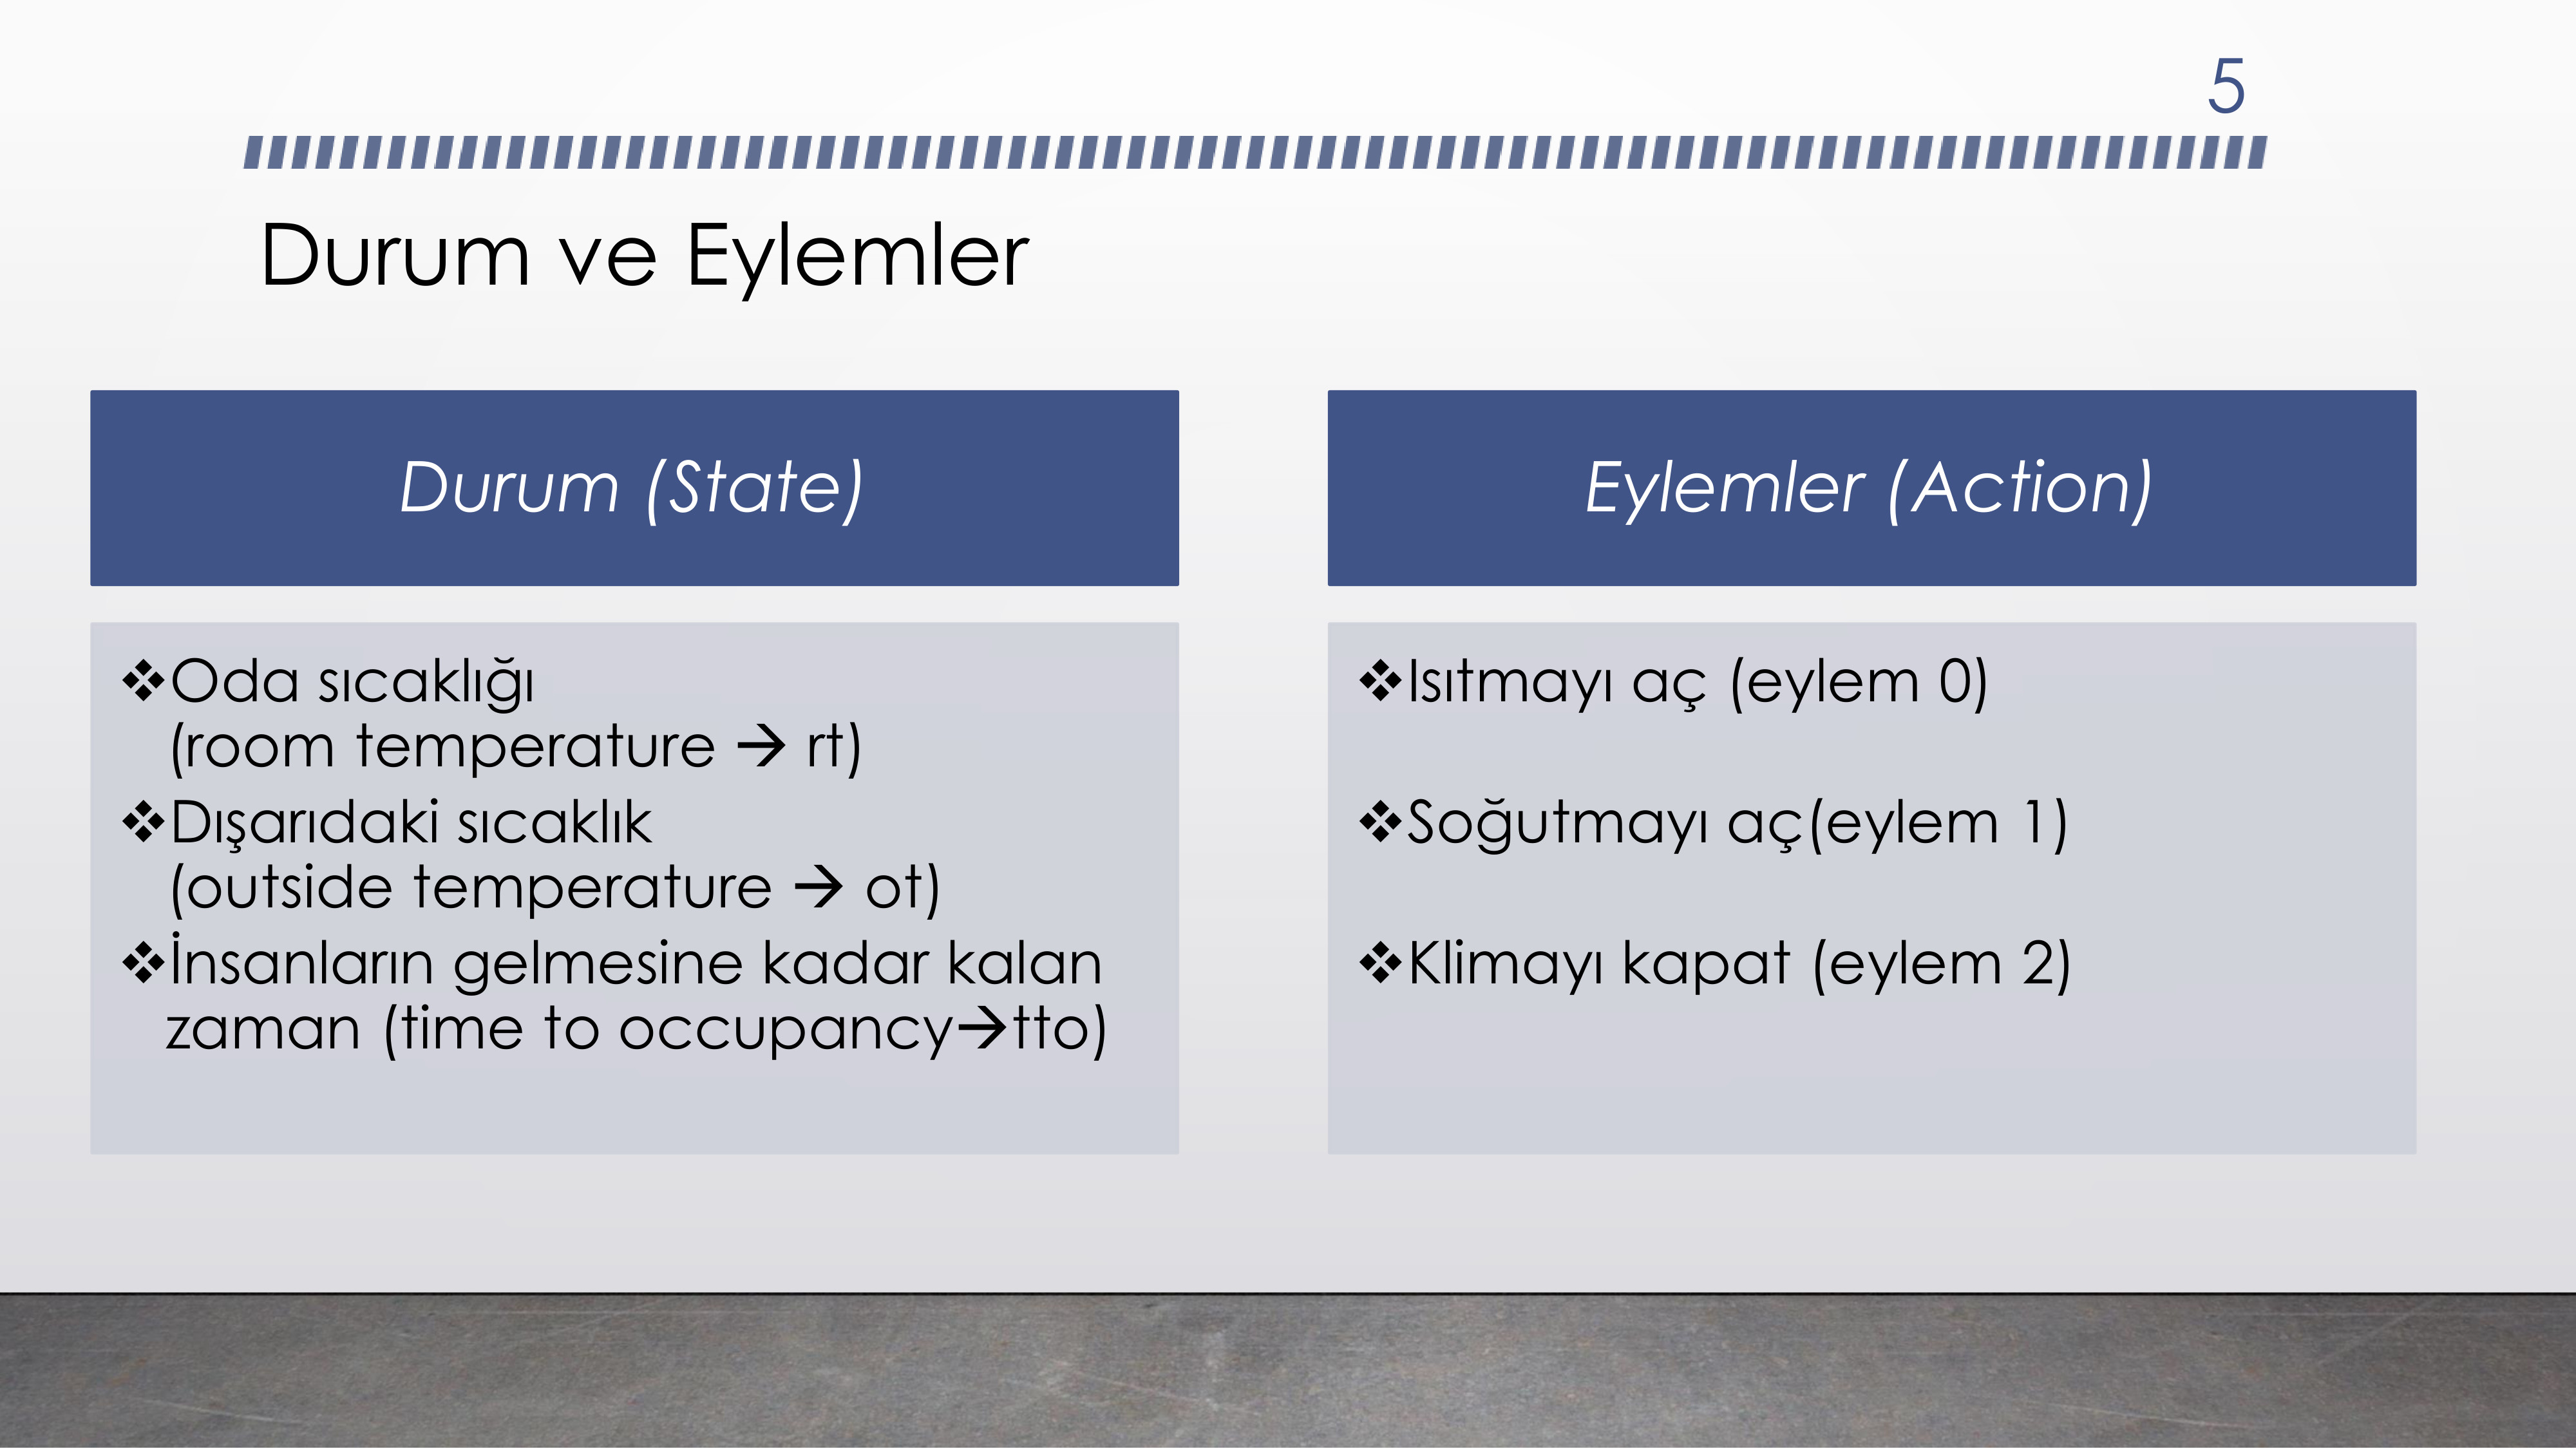 5
Durum ve Eylemler
Durum (State)
❖Oda sıcaklığı
(room temperature → rt)
❖Dışarıdaki sıcaklık
(outside temperature → ot)
❖İnsanların gelmesine kadar kalan
zaman (time to occupancy→tto)
Eylemler (Action)
❖Isıtmayı aç (eylem 0)
❖Soğutmayı aç(eylem 1)
❖Klimayı kapat (eylem 2)